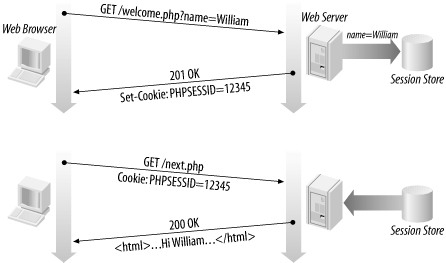 GET /welcome.php?name=William
Web Browser
Web Server
name=William
201 OK
Set-Cookie: PHPSESSID=12345
Session Store
GET /next.php
Cookie: PHPSESSID=12345
200 OK
<html>...Hi William...</html>
Session Store